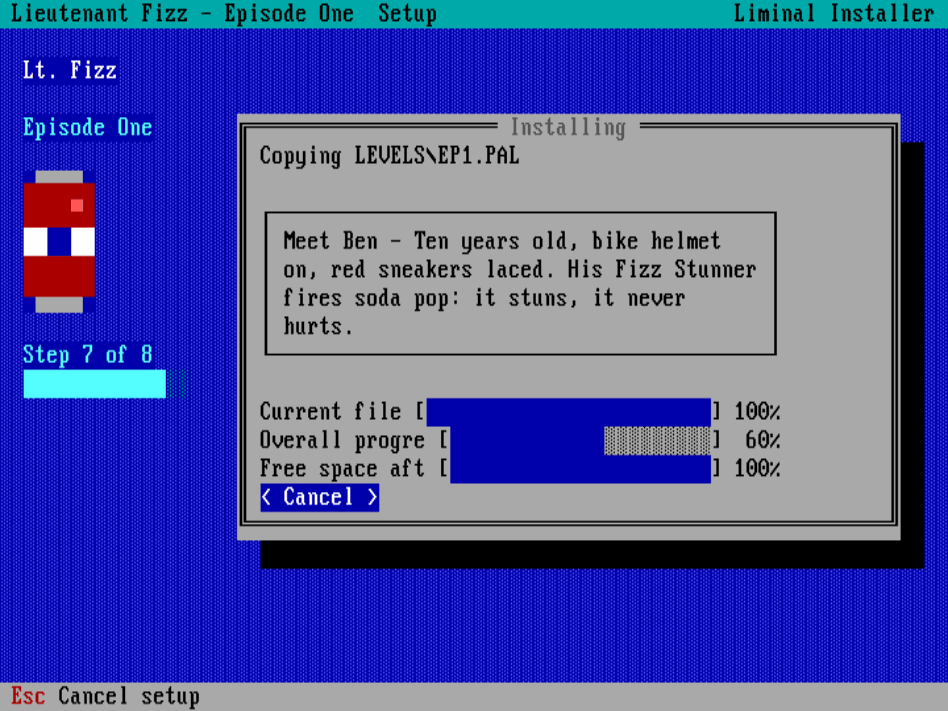 Lieutenant Fizz - Episode One  Setup
Liminal Installer
Lt. Fizz
Episode One
Step 7 of 8
Installing
Copying LEVELS\EP1.PAL
Meet Ben - Ten years old, bike helmet
on, red sneakers laced. His Fizz Stunner
fires soda pop: it stuns, it never
hurts.
Current file [ ] 100%
Overall progre [ ] 60%
Free space aft [ ] 100%
< Cancel >
Esc Cancel setup